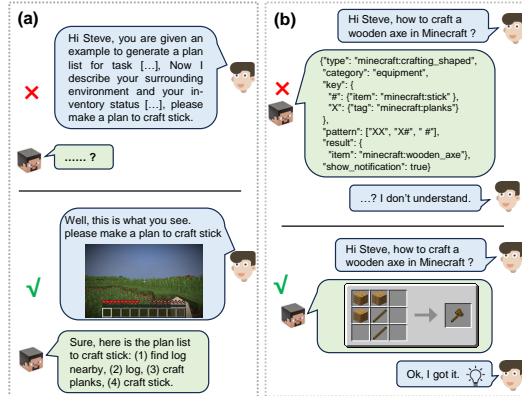 (a)
Hi Steve, you are given an
example to generate a plan
list for task [...], Now I
describe your surrounding
environment and your in-
ventory status [...], please
make a plan to craft stick.
...... ?
Well, this is what you see.
please make a plan to craft stick
Sure, here is the plan list
to craft stick: (1) find log
nearby, (2) log, (3) craft
planks, (4) craft stick.
(b)
Hi Steve, how to craft a
wooden axe in Minecraft ?
{"type": "minecraft:crafting_shaped",
"category": "equipment",
"key": {
"#": {"item": "minecraft:stick" },
"X": {"tag": "minecraft:planks"}
},
"pattern": ["XX", "X#", " #"],
"result": {
"item": "minecraft:wooden_axe"},
"show_notification": true}
...? I don't understand.
Hi Steve, how to craft a
wooden axe in Minecraft ?
Ok, I got it.